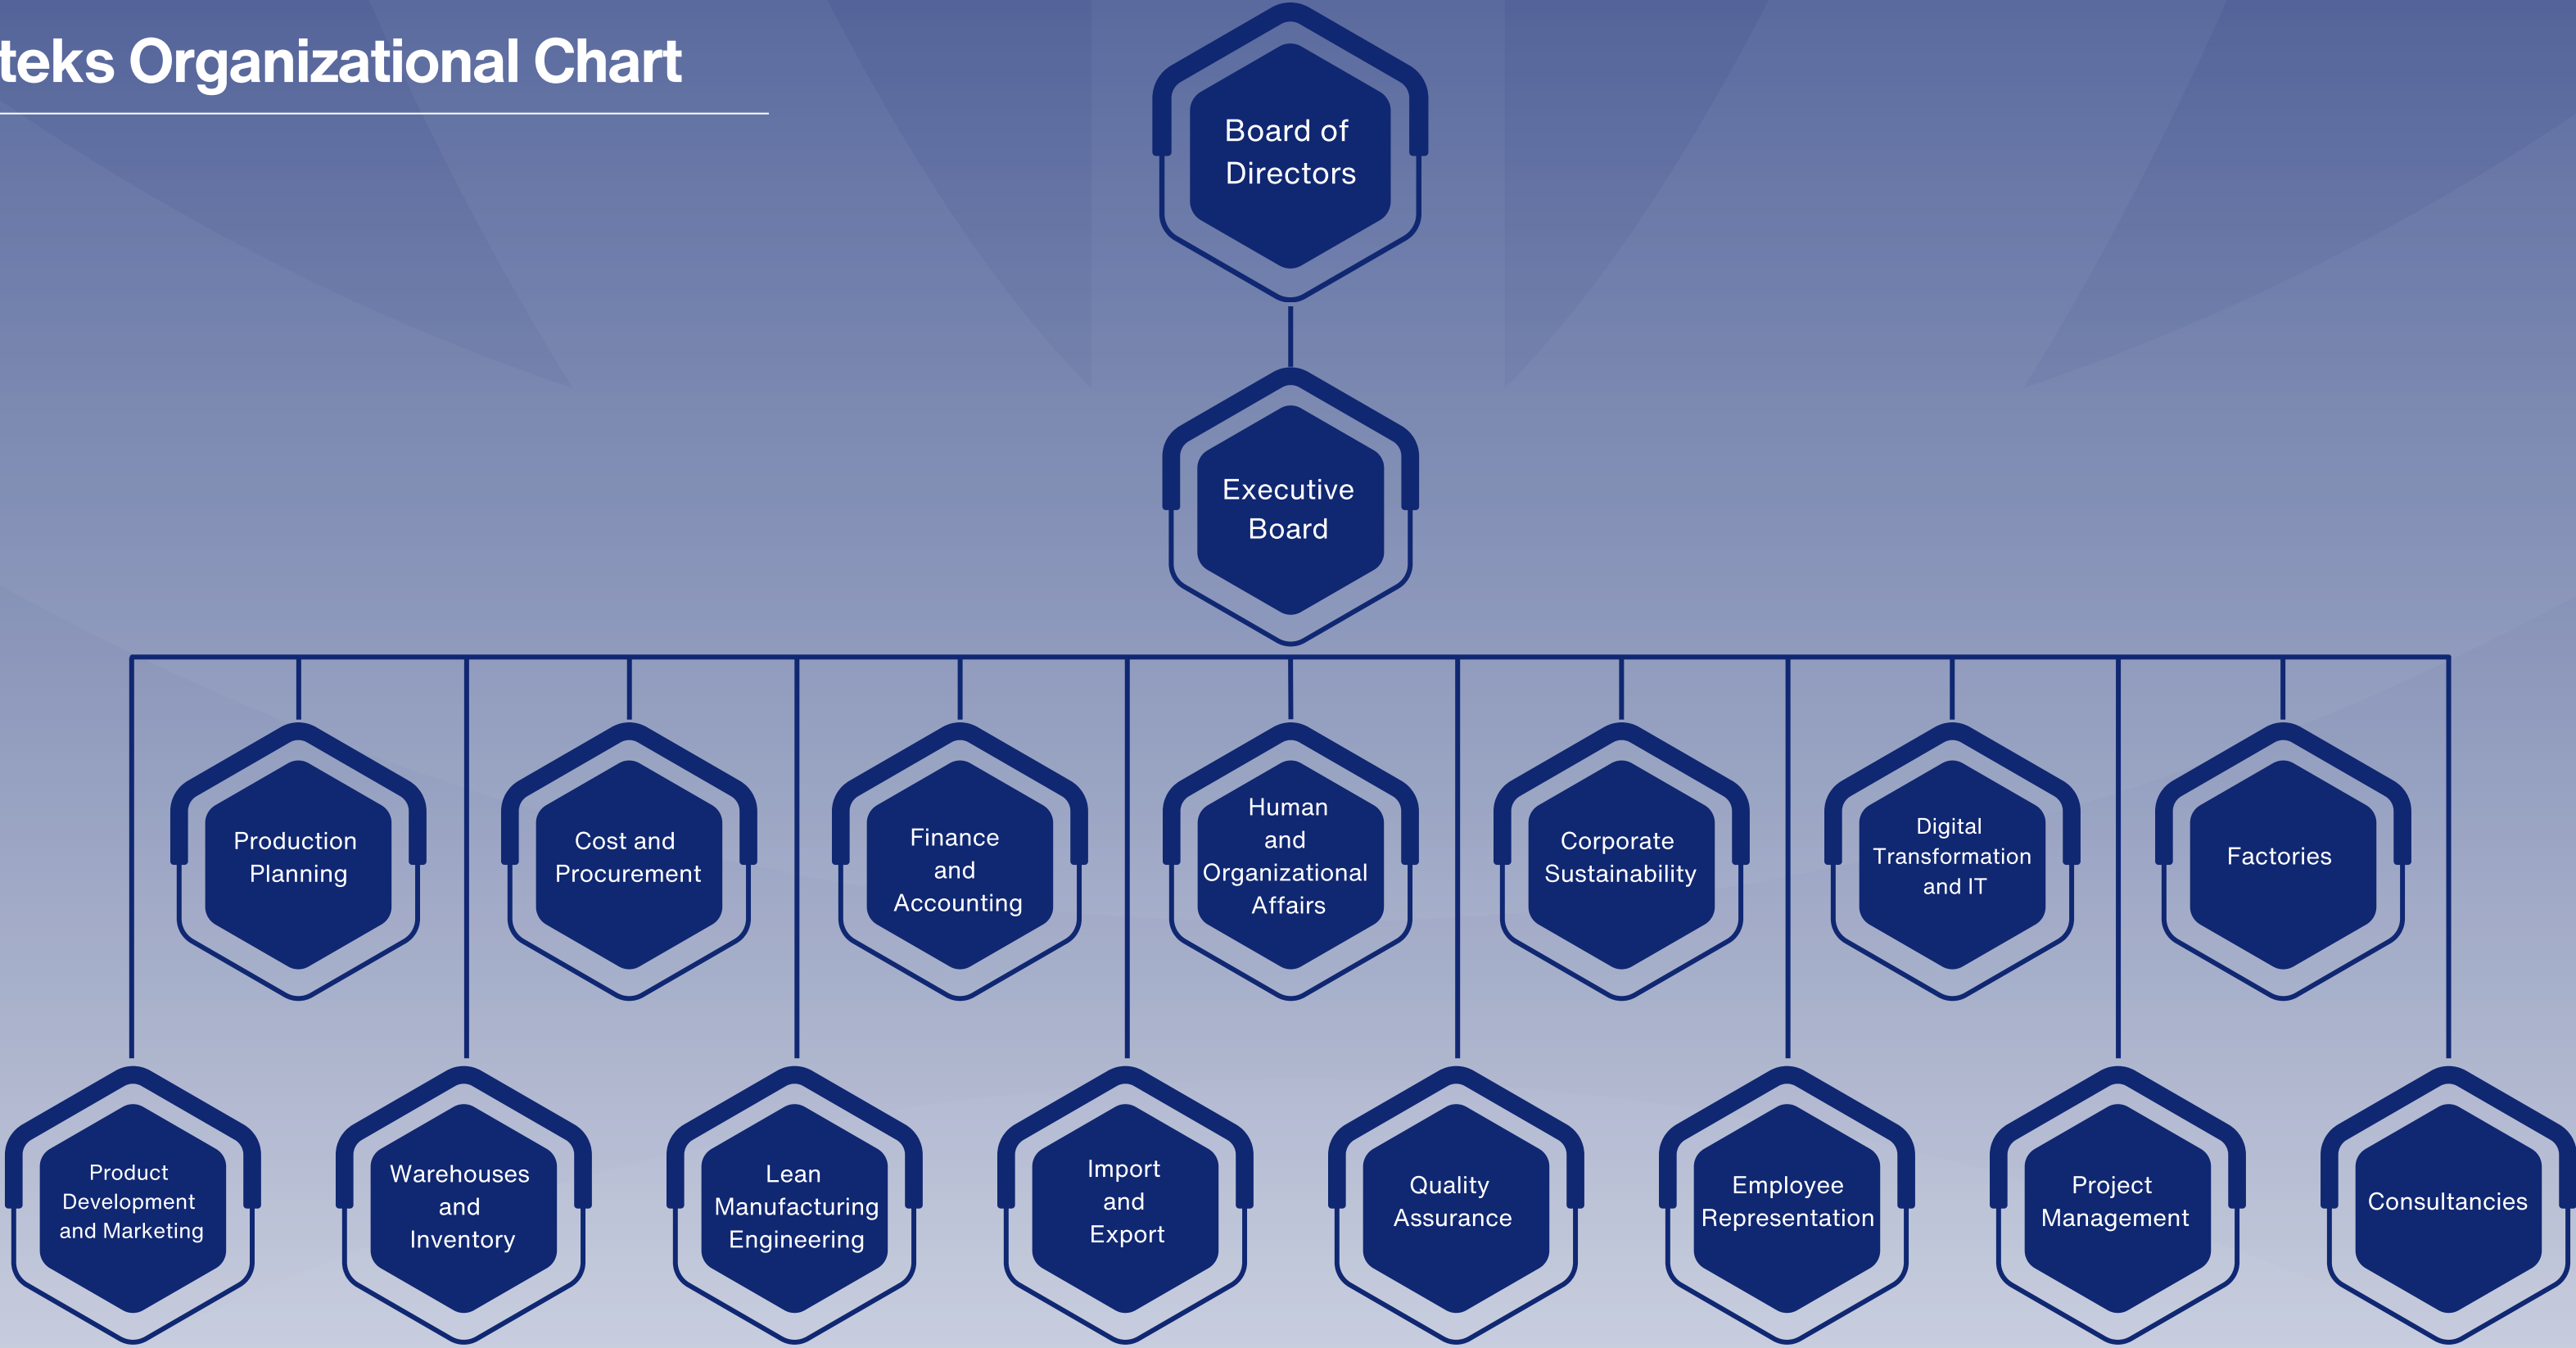 teks Organizational Chart
Board of
Directors
Executive
Board
Production
Planning
Cost and
Procurement
Finance
and
Accounting
Human
and
Organizational
Affairs
Corporate
Sustainability
Digital
Transformation
and IT
Factories
Product
Development
and Marketing
Warehouses
and
Inventory
Lean
Manufacturing
Engineering
Import
and
Export
Quality
Assurance
Employee
Representation
Project
Management
Consultancies